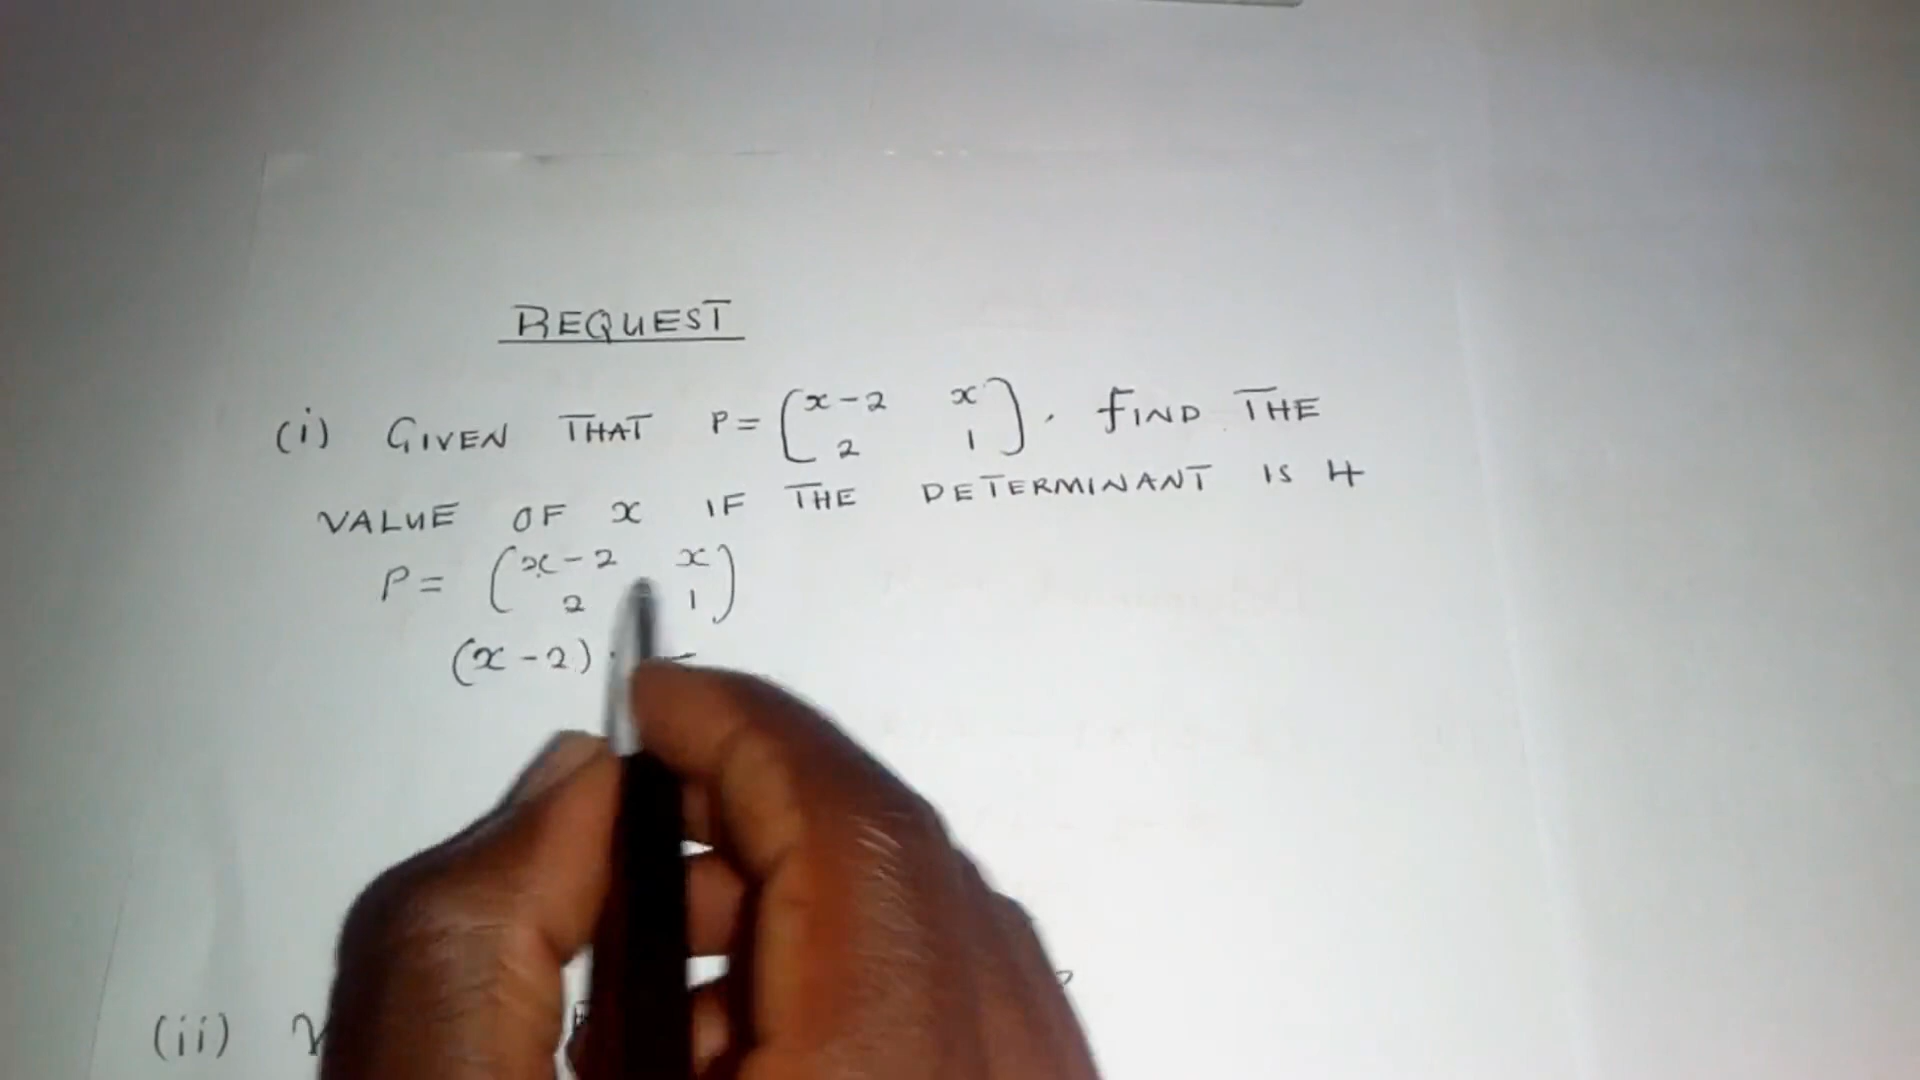 REQUEST
(i) GIVEN THAT P = (x-2 x
2 1). FIND THE
VALUE OF x IF THE DETERMINANT IS 4
P = (x-2 x
2 1)
(x-2) -
(ii)